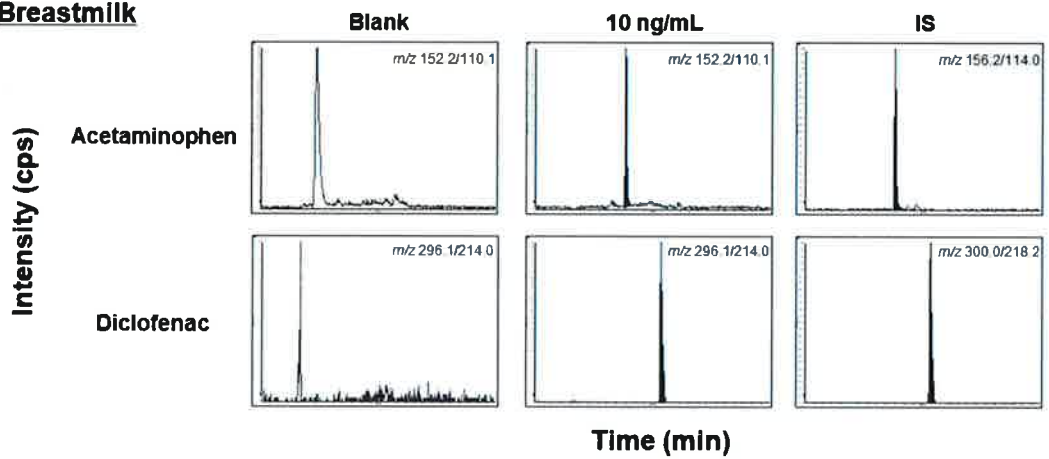 Breastmilk
Blank
10 ng/mL
IS
Acetaminophen
m/z 152.2/110.1
m/z 152.2/110.1
m/z 156.2/114.0
Intensity (cps)
Diclofenac
m/z 296.1/214.0
m/z 296.1/214.0
m/z 300.0/218.2
Time (min)